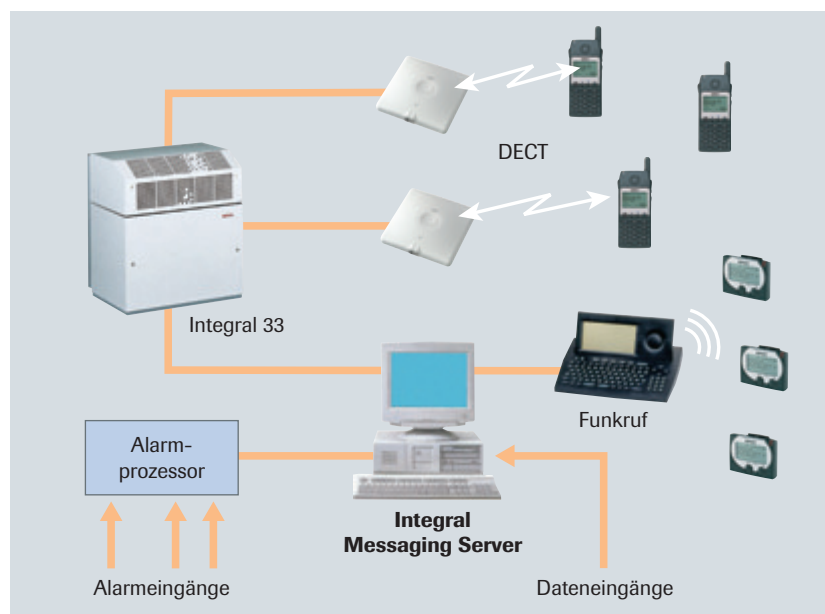 DECT
Integral 33
Funkruf
Alarm-
prozessor
Integral
Messaging Server
Alarmeingänge
Dateneingänge